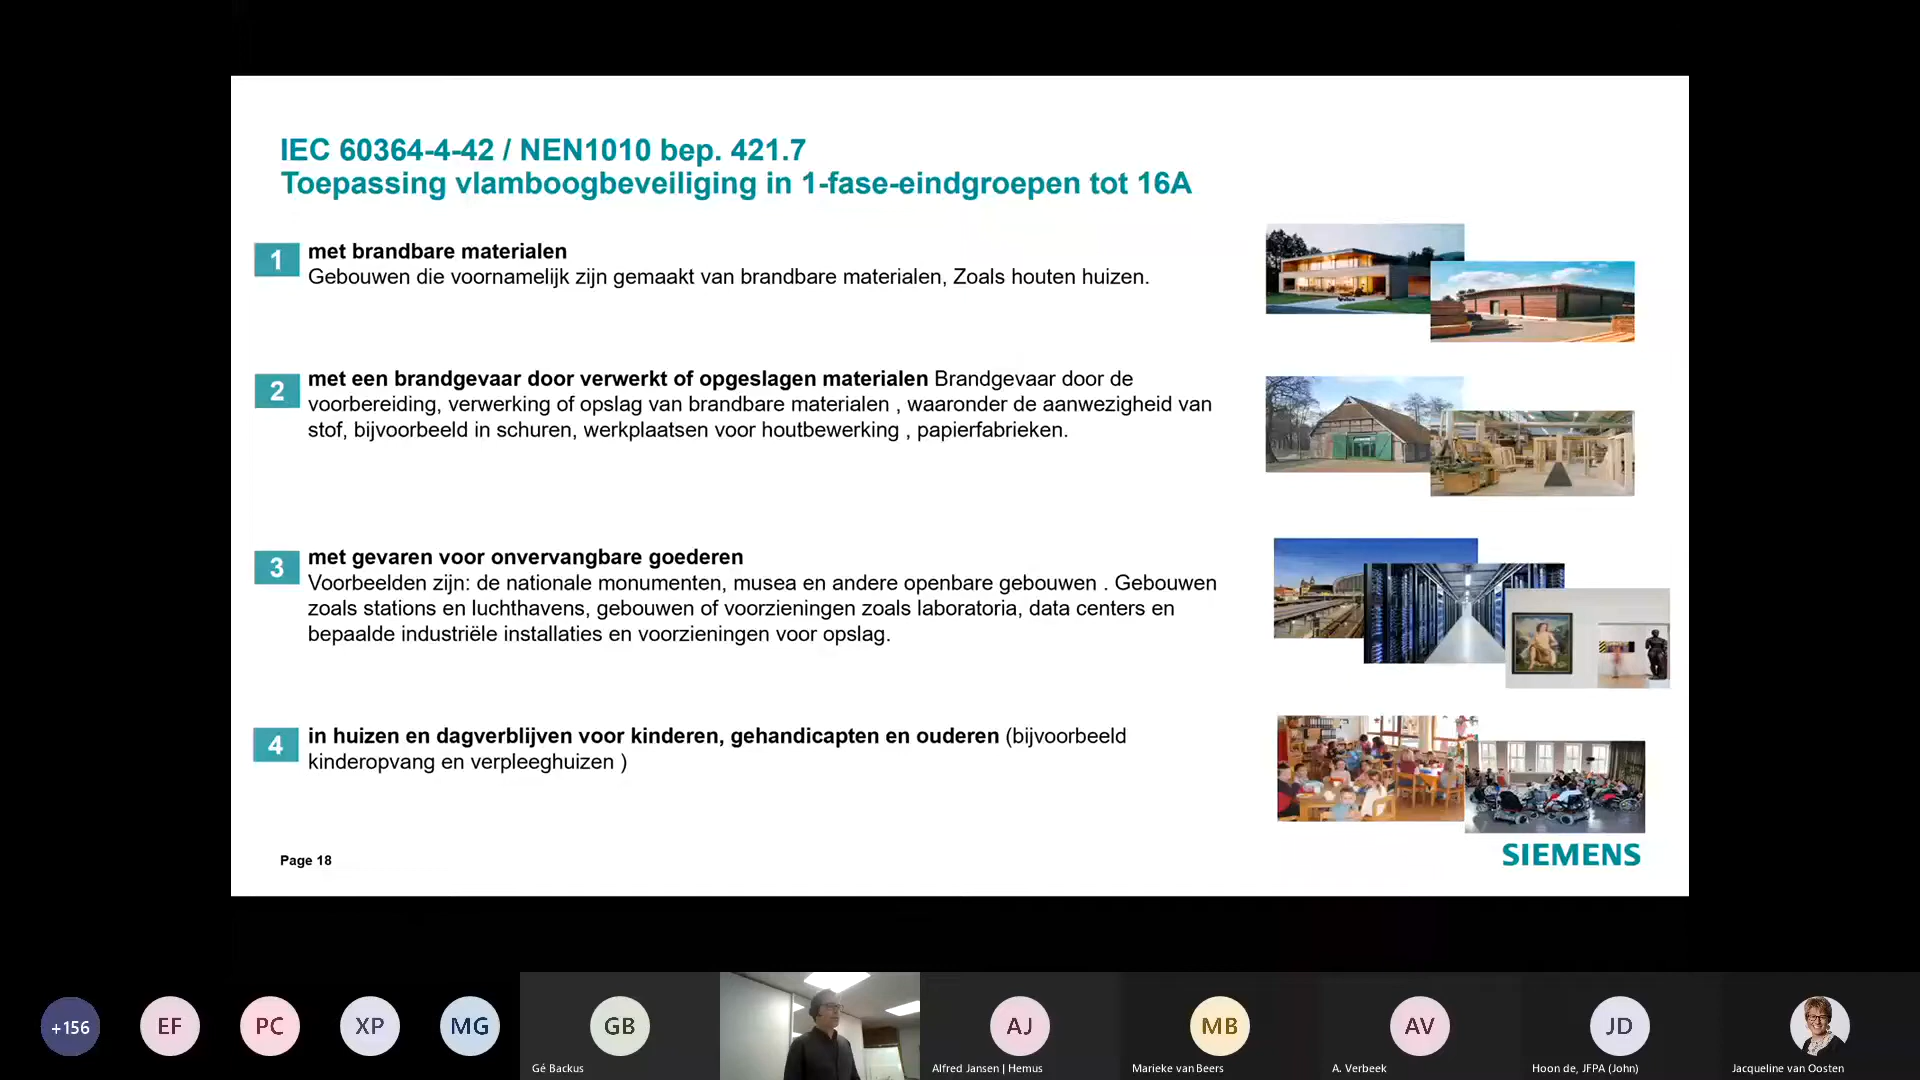 IEC 60364-4-42 / NEN1010 bep. 421.7
Toepassing vlamboogbeveiliging in 1-fase-eindgroepen tot 16A
1
met brandbare materialen
Gebouwen die voornamelijk zijn gemaakt van brandbare materialen, Zoals houten huizen.
2
met een brandgevaar door verwerkt of opgeslagen materialen Brandgevaar door de
voorbereiding, verwerking of opslag van brandbare materialen , waaronder de aanwezigheid van
stof, bijvoorbeeld in schuren, werkplaatsen voor houtbewerking , papierfabrieken.
3
met gevaren voor onvervangbare goederen
Voorbeelden zijn: de nationale monumenten, musea en andere openbare gebouwen . Gebouwen
zoals stations en luchthavens, gebouwen of voorzieningen zoals laboratoria, data centers en
bepaalde industriële installaties en voorzieningen voor opslag.
4
in huizen en dagverblijven voor kinderen, gehandicapten en ouderen (bijvoorbeeld
kinderopvang en verpleeghuizen )
Page 18
SIEMENS
+156
EF
PC
XP
MG
GB
Gé Backus
AJ
Alfred Jansen | Hemus
MB
Marieke van Beers
AV
A. Verbeek
JD
Hoon de, JFPA (John)
Jacqueline van Oosten